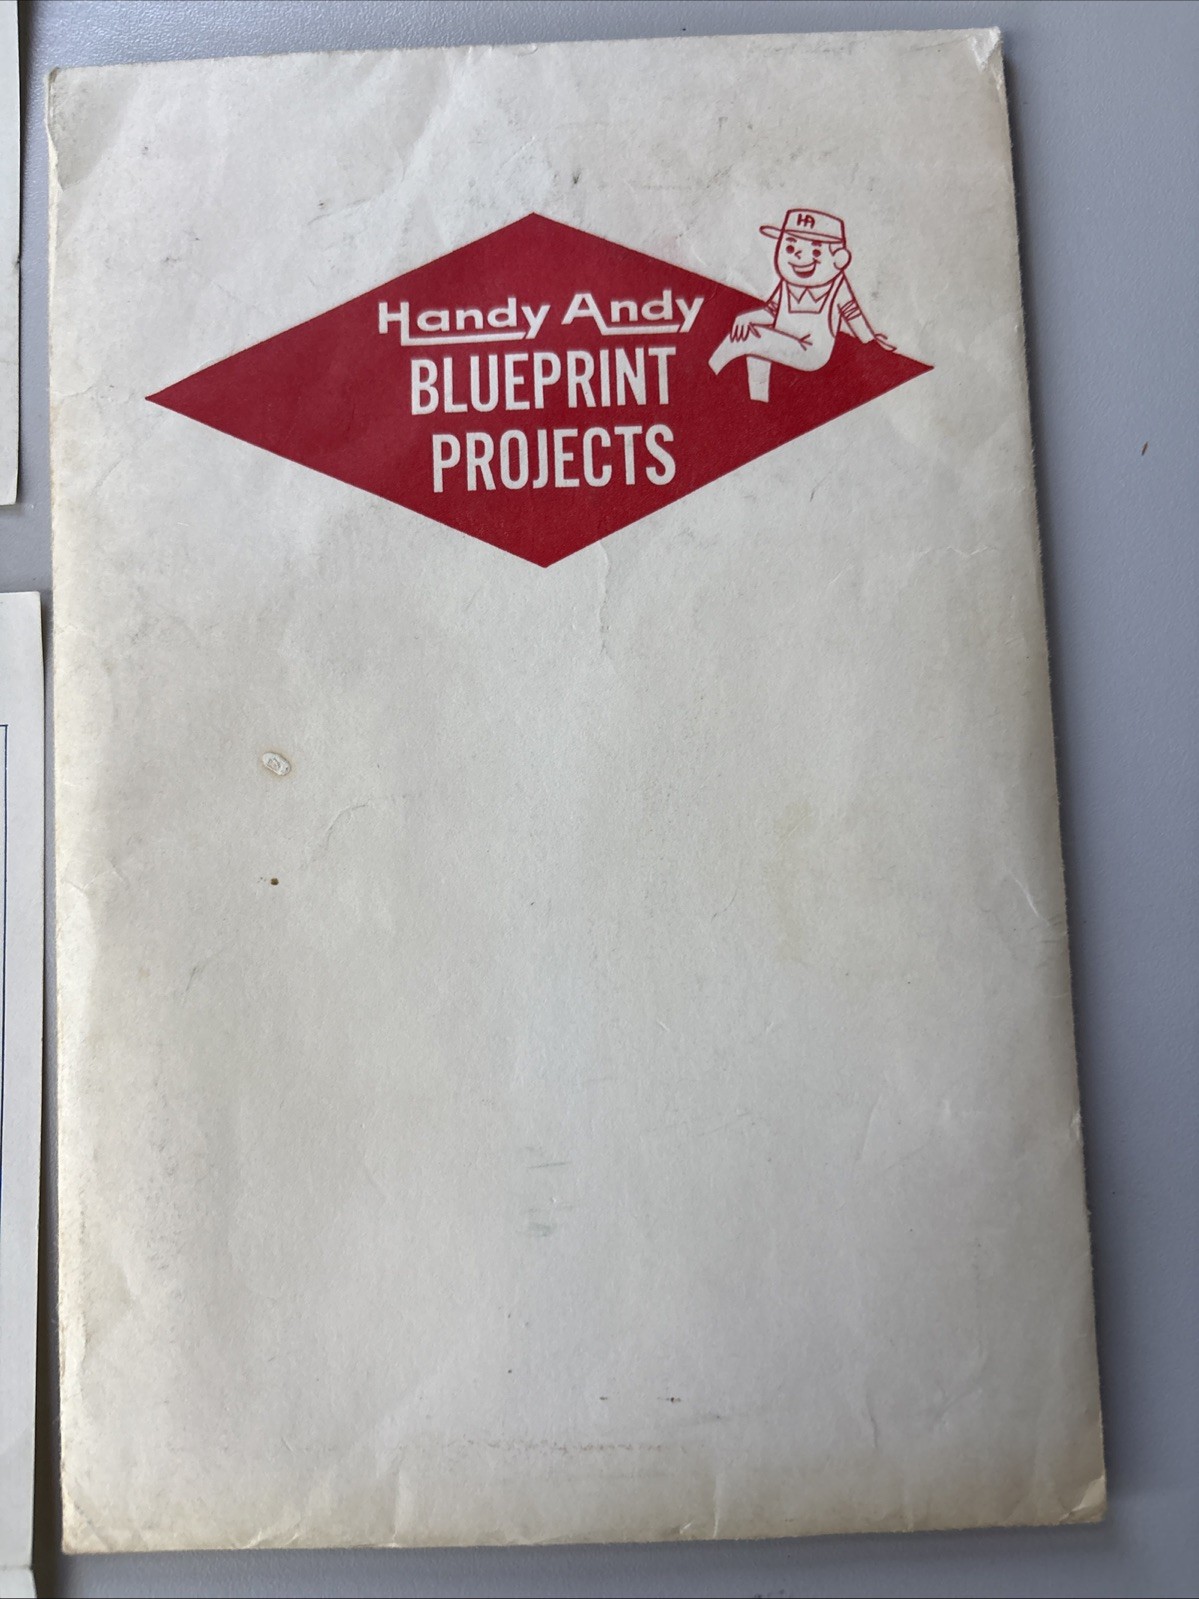 HA
Handy Andy
BLUEPRINT
PROJECTS